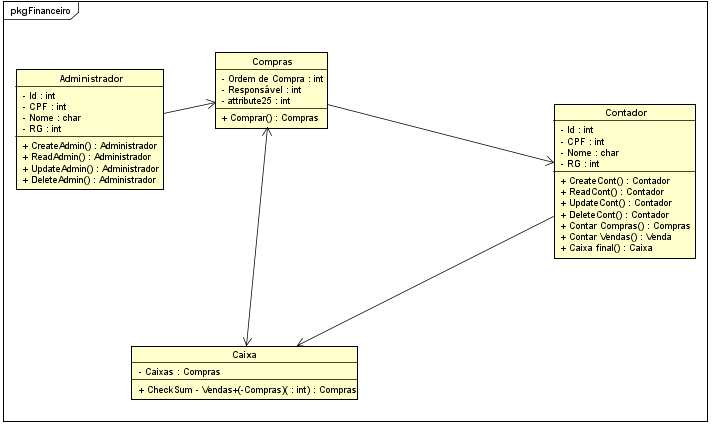 pkgFinanceiro
Compras
- Ordem de Compra : int
- Responsável : int
- attribute25 : int
+ Comprar() : Compras
Administrador
- Id : int
- CPF : int
- Nome : char
- RG : int
+ CreateAdmin() : Administrador
+ ReadAdmin() : Administrador
+ UpdateAdmin() : Administrador
+ DeleteAdmin() : Administrador
Contador
- Id : int
- CPF : int
- Nome : char
- RG : int
+ CreateCont() : Contador
+ ReadCont() : Contador
+ UpdateCont() : Contador
+ DeleteCont() : Contador
+ Contar Compras() : Compras
+ Contar Vendas() : Venda
+ Caixa final() : Caixa
Caixa
- Caixas : Compras
+ CheckSum - Vendas+(-Compras)( : int) : Compras